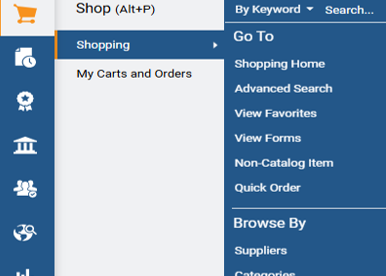 Shop (Alt+P)
Shopping
My Carts and Orders
By Keyword Search...
Go To
Shopping Home
Advanced Search
View Favorites
View Forms
Non-Catalog Item
Quick Order
Browse By
Suppliers
Categories